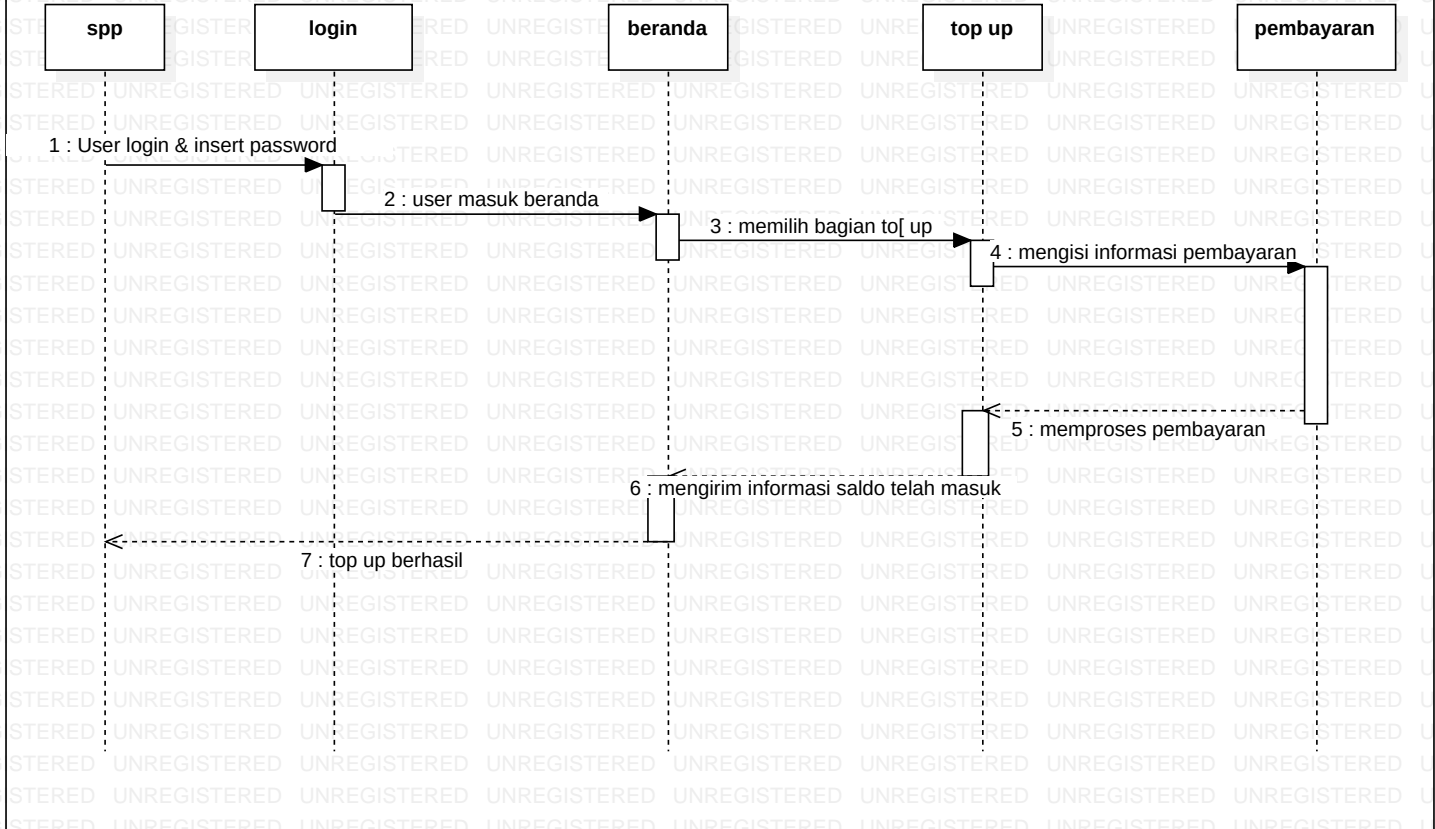 spp
login
beranda
top up
pembayaran
1 : User login & insert password
2 : user masuk beranda
3 : memilih bagian to[ up
4 : mengisi informasi pembayaran
5 : memproses pembayaran
6 : mengirim informasi saldo telah masuk
7 : top up berhasil
UNREGISTERED